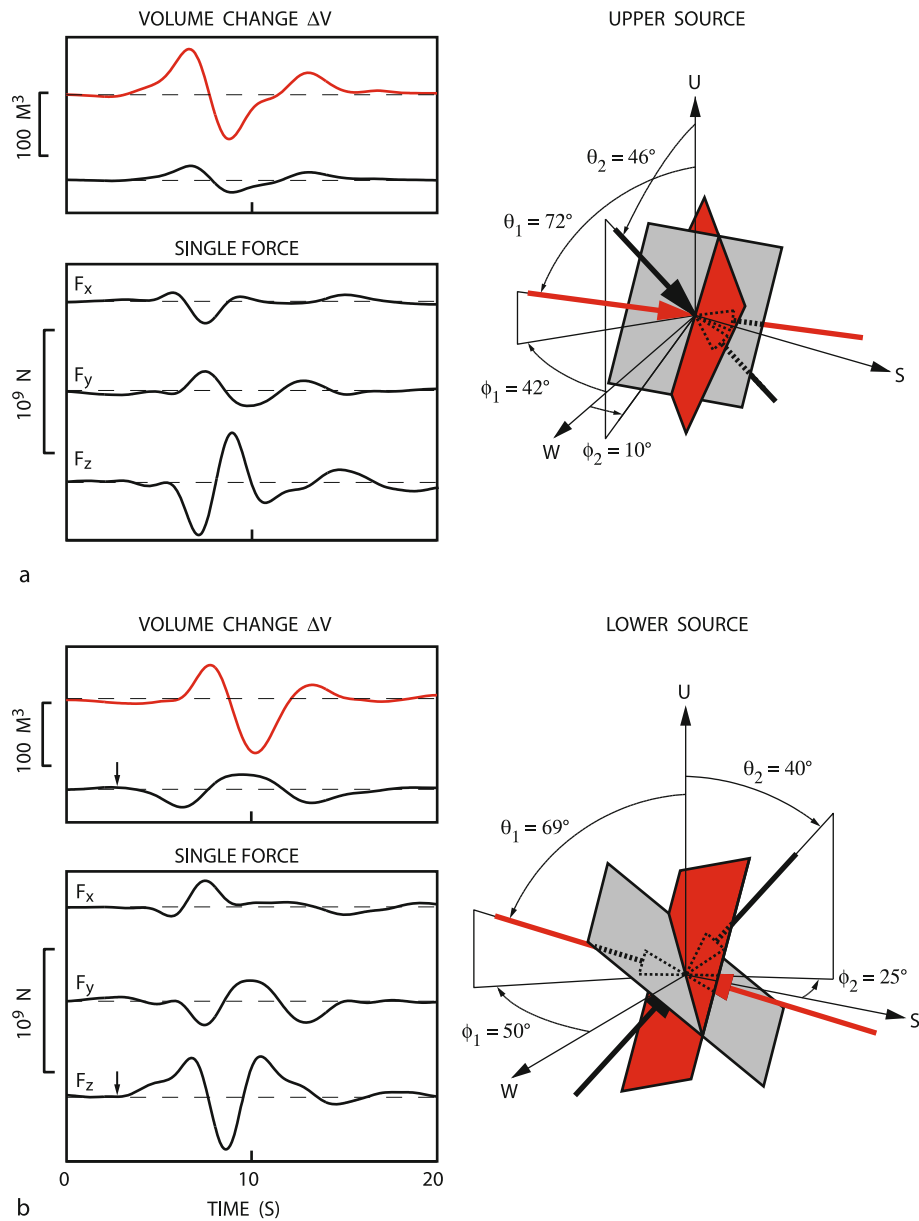 VOLUME CHANGE ΔV
100 M³
SINGLE FORCE
Fx
Fy
Fz
10⁹ N
UPPER SOURCE
U
θ₂ = 46°
θ₁ = 72°
S
ϕ₁ = 42°
W
ϕ₂ = 10°
a
VOLUME CHANGE ΔV
100 M³
SINGLE FORCE
Fx
Fy
Fz
10⁹ N
0
10
20
TIME (S)
LOWER SOURCE
U
θ₂ = 40°
θ₁ = 69°
ϕ₂ = 25°
S
ϕ₁ = 50°
W
b